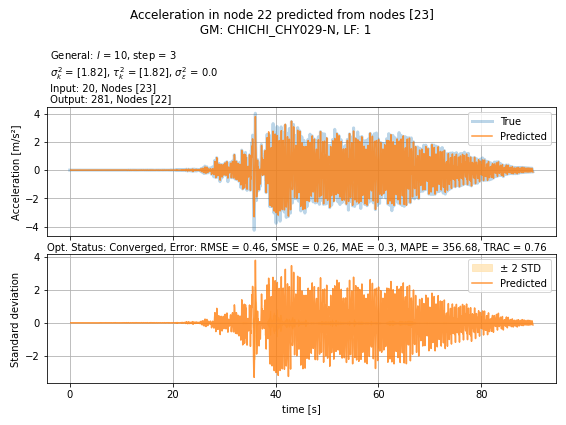 Acceleration in node 22 predicted from nodes [23]
GM: CHICHI_CHY029-N, LF: 1
General: l = 10, step = 3
σ²ₖ = [1.82], τ²ₖ = [1.82], σ²ε = 0.0
Input: 20, Nodes [23]
Output: 281, Nodes [22]
4
2
0
−2
−4
Acceleration [m/s²]
True
Predicted
Opt. Status: Converged, Error: RMSE = 0.46, SMSE = 0.26, MAE = 0.3, MAPE = 356.68, TRAC = 0.76
4
2
0
−2
Standard deviation
± 2 STD
Predicted
0 20 40 60 80
time [s]